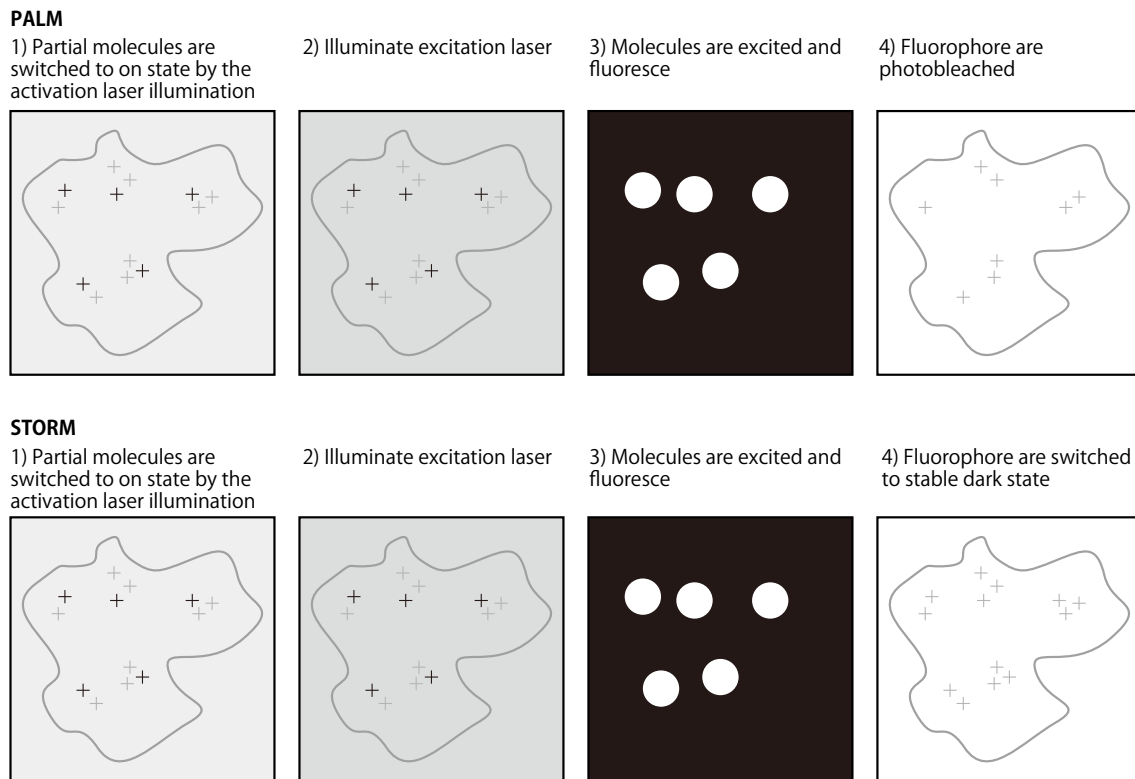 PALM
1) Partial molecules are
switched to on state by the
activation laser illumination
2) Illuminate excitation laser
3) Molecules are excited and
fluoresce
4) Fluorophore are
photobleached
STORM
1) Partial molecules are
switched to on state by the
activation laser illumination
2) Illuminate excitation laser
3) Molecules are excited and
fluoresce
4) Fluorophore are switched
to stable dark state